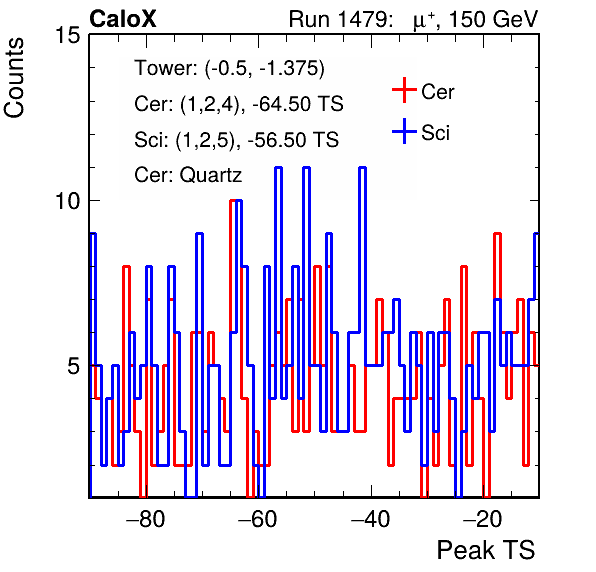 CaloX Run 1479: μ⁺, 150 GeV
Counts
15
10
5
Tower: (-0.5, -1.375)
Cer: (1,2,4), -64.50 TS
Sci: (1,2,5), -56.50 TS
Cer: Quartz
Cer
Sci
−80 −60 −40 −20
Peak TS